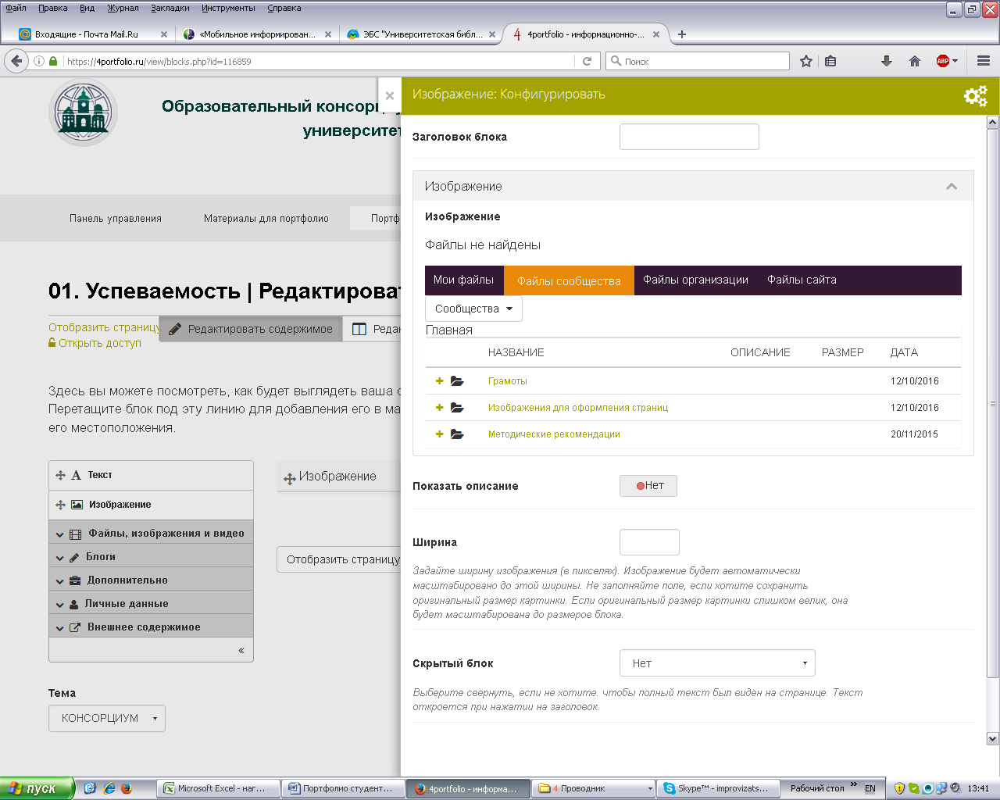 Файл Правка Вид Журнал Закладки Инструменты Справка
Входящие - Почта Mail.Ru
«Мобильное информирован...
ЭБС "Университетская библ...
4portfolio - информационно-...
https://4portfolio.ru/view/blocks.php?id=116859
Поиск
ABP
Образовательный консорц
университет
Панель управления
Материалы для портфолио
Портф
01. Успеваемость | Редактироват
Отобразить страницу
Редактировать содержимое
Реда
Открыть доступ
Здесь вы можете посмотреть, как будет выглядеть ваша с
Перетащите блок под эту линию для добавления его в ма
его местоположения.
Текст
Изображение
Файлы, изображения и видео
Блоги
Дополнительно
Личные данные
Внешнее содержимое
«
Изображение
Отобразить страницу
Тема
КОНСОРЦИУМ
Изображение: Конфигурировать
Заголовок блока
Изображение
Изображение
Файлы не найдены
Мои файлы Файлы сообщества Файлы организации Файлы сайта
Сообщества
Главная
НАЗВАНИЕ ОПИСАНИЕ РАЗМЕР ДАТА
Грамоты 12/10/2016
Изображения для оформления страниц 12/10/2016
Методические рекомендации 20/11/2015
Показать описание
Нет
Ширина
Задайте ширину изображения (в пикселях). Изображение будет автоматически
масштабировано до этой ширины. Не заполняйте поле, если хотите сохранить
оригинальный размер картинки. Если оригинальный размер картинки слишком велик, она
будет масштабирована до размеров блока.
Скрытый блок
Нет
Выберите свернуть, если не хотите. чтобы полный текст был виден на странице. Текст
откроется при нажатии на заголовок.
пуск
Microsoft Excel - наг...
Портфолио студент...
4portfolio - информа...
4 Проводник
Skype™ - improvizats...
Рабочий стол
»
EN
13:41